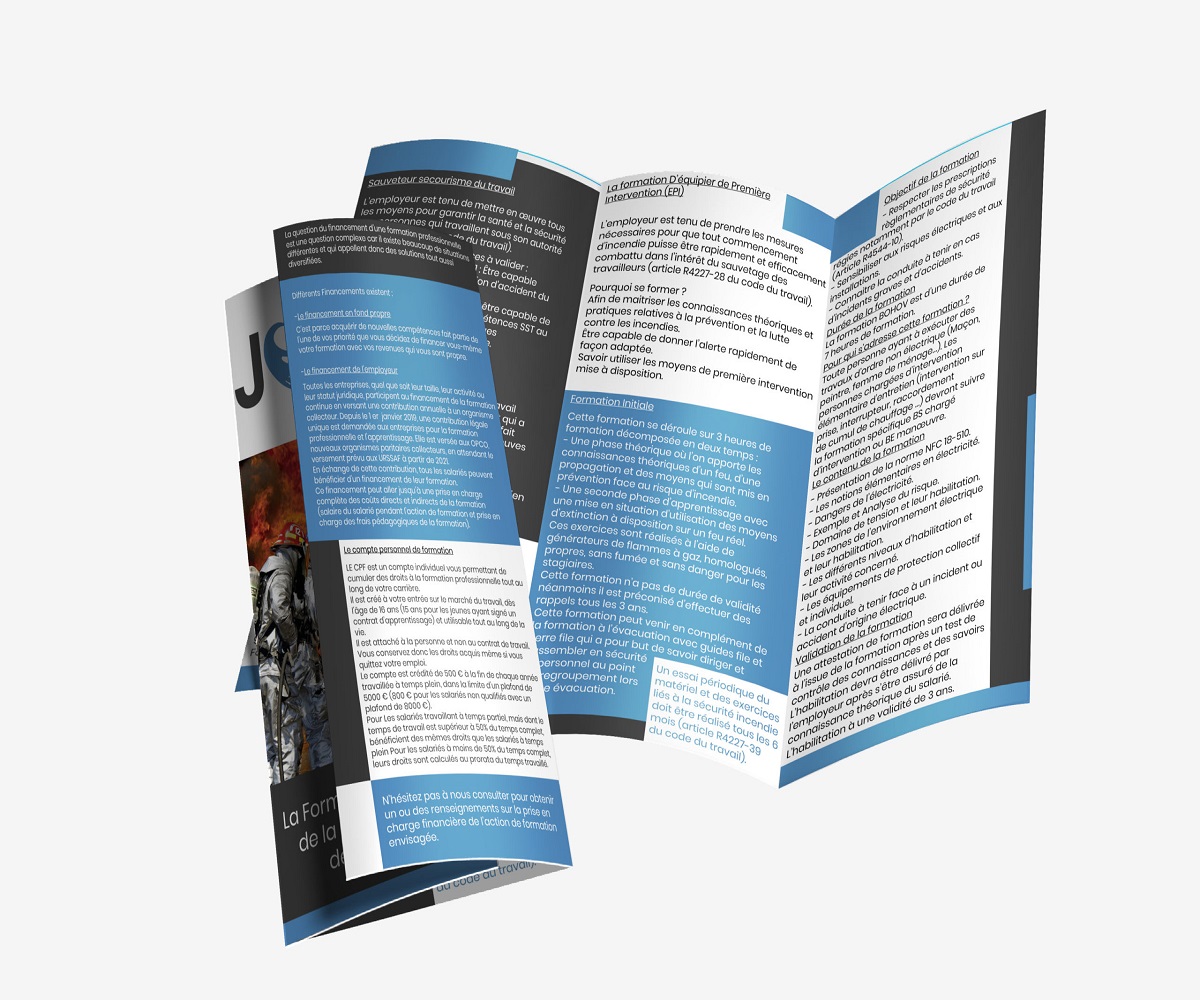 J
La Form
de la
de
La question du financement d'une formation professionnelle
est une question complexe car il existe beaucoup de situations
différentes et qui appellent donc des solutions tout aussi
diversifiées.
Différents Financements existent :
-Le financement en fond propre
C'est parce acquérir de nouvelles compétences fait partie de
l'une de vos priorité que vous décidez de financer vous-même
votre formation avec vos revenues qui vous sont propre.
-Le financement de l'employeur
Toutes les entreprises, quel que soit leur taille, leur activité ou
leur statut juridique, participent au financement de la formation
continue en versant une contribution annuelle à un organisme
collecteur. Depuis le 1er janvier 2019, une contribution légale
unique est demandée aux entreprises pour la formation
professionnelle et l'apprentissage. Elle est versée aux OPCO,
nouveaux organismes paritaires collecteurs, en attendant le
versement prévu aux URSSAF à partir de 2021.
En échange de cette contribution, tous les salariés peuvent
bénéficier d'un financement de leur formation.
Ce financement peut aller jusqu'à une prise en charge
complète des coûts directs et indirects de la formation
(salaire du salarié pendant l'action de formation et prise en
charge des frais pédagogiques de la formation).
Le compte personnel de formation
LE CPF est un compte individuel vous permettant de
cumuler des droits à la formation professionnelle tout au
long de votre carrière.
Il est créé à votre entrée sur le marché du travail, dès
l'âge de 16 ans (15 ans pour les jeunes ayant signé un
contrat d'apprentissage) et utilisable tout au long de la
vie.
Il est attaché à la personne et non au contrat de travail.
Vous conservez donc les droits acquis même si vous
quittez votre emploi.
Le compte est crédité de 500 € à la fin de chaque année
travaillée à temps plein, dans la limite d'un plafond de
5000 € (800 € pour les salariés non qualifiés avec un
plafond de 8000 €).
Pour Les salariés travaillant à temps partiel, mais dont le
temps de travail est supérieur à 50% du temps complet,
bénéficient des mêmes droits que les salariés à temps
plein Pour les salariés à moins de 50% du temps complet,
leurs droits sont calculés au prorata du temps travaillé.
N'hésitez pas à nous consulter pour obtenir
un ou des renseignements sur la prise en
charge financière de l'action de formation
envisagée.
du code du travail).
Sauveteur secourisme du travail
L'employeur est tenu de mettre en œuvre tous
les moyens pour garantir la santé et la sécurité
personnes qui travaillent sous son autorité
de du travail).
es à valider :
1 : Être capable
on d'accident du
être capable de
étences SST au
e.
avail
qui a
fait
uves
en
La formation D'équipier de Première
Intervention (EPI)
L'employeur est tenu de prendre les mesures
nécessaires pour que tout commencement
d'incendie puisse être rapidement et efficacement
combattu dans l'intérêt du sauvetage des
travailleurs (article R4227-28 du code du travail).
Pourquoi se former ?
Afin de maitriser les connaissances théoriques et
pratiques relatives à la prévention et la lutte
contre les incendies.
Être capable de donner l'alerte rapidement de
façon adaptée.
Savoir utiliser les moyens de première intervention
mise à disposition.
Formation Initiale
Cette formation se déroule sur 3 heures de
formation décomposée en deux temps :
- Une phase théorique où l'on apporte les
connaissances théoriques d'un feu, d'une
propagation et des moyens qui sont mis en
prévention face au risque d'incendie.
- Une seconde phase d'application avec
une mise en situation d'utilisation des moyens
d'extinction à disposition sur un feu réel.
Ces exercices sont réalisés à l'aide de
générateurs de flammes à gaz, homologués,
propres, sans fumée et sans danger pour les
stagiaires.
Cette formation n'a pas de durée de validité
néanmoins il est préconisé d'effectuer des
rappels tous les 3 ans.
Cette formation peut venir en complément de
la formation à l'évacuation avec guides file et
erre file qui a pour but de savoir diriger et
ssembler en sécurité
personnel au point
egroupement lors
e évacuation.
Un essai périodique du
matériel et des exercices
liés à la sécurité incendie
doit être réalisé tous les 6
mois (article R4227-39
du code du travail).
Objectif de la formation
- Respecter les prescriptions
règlementaires de sécurité
règles notamment par le code du travail
(Article R4544-10).
- Sensibiliser aux risques électriques et aux
installations.
- Connaitre la conduite à tenir en cas
d'incidents graves et d'accidents.
Durée de la formation
La formation BOHOV est d'une durée de
7 heures de formation.
Pour qui s'adresse cette formation ?
Toute personne ayant à exécuter des
travaux d'ordre non électrique (Maçon,
peintre, femme de ménage...). Les
personnes chargées d'intervention
élémentaire d'entretien (intervention sur
prise, interrupteur, raccordement
de cumul de chauffage...) devront suivre
la formation spécifique BS chargé
d'intervention ou BE manœuvre.
Le contenu de la formation
- Présentation de la norme NFC 18-510.
- Les notions élémentaires en électricité.
- Dangers de l'électricité.
- Exemple et Analyse du risque.
- Domaine de tension et leur habilitation.
- Les zones de l'environnement électrique
et leur habilitation.
- Les différents niveaux d'habilitation et
leur activité concerné.
- Les équipements de protection collectif
et individuel.
- La conduite à tenir face à un incident ou
accident d'origine électrique.
Validation de la formation
Une attestation de formation sera délivrée
à l'issue de la formation après un test de
contrôle des connaissances et des savoirs
L'habilitation devra être délivré par
l'employeur après s'être assuré de la
connaissance théorique du salarié.
L'habilitation à une validité de 3 ans.